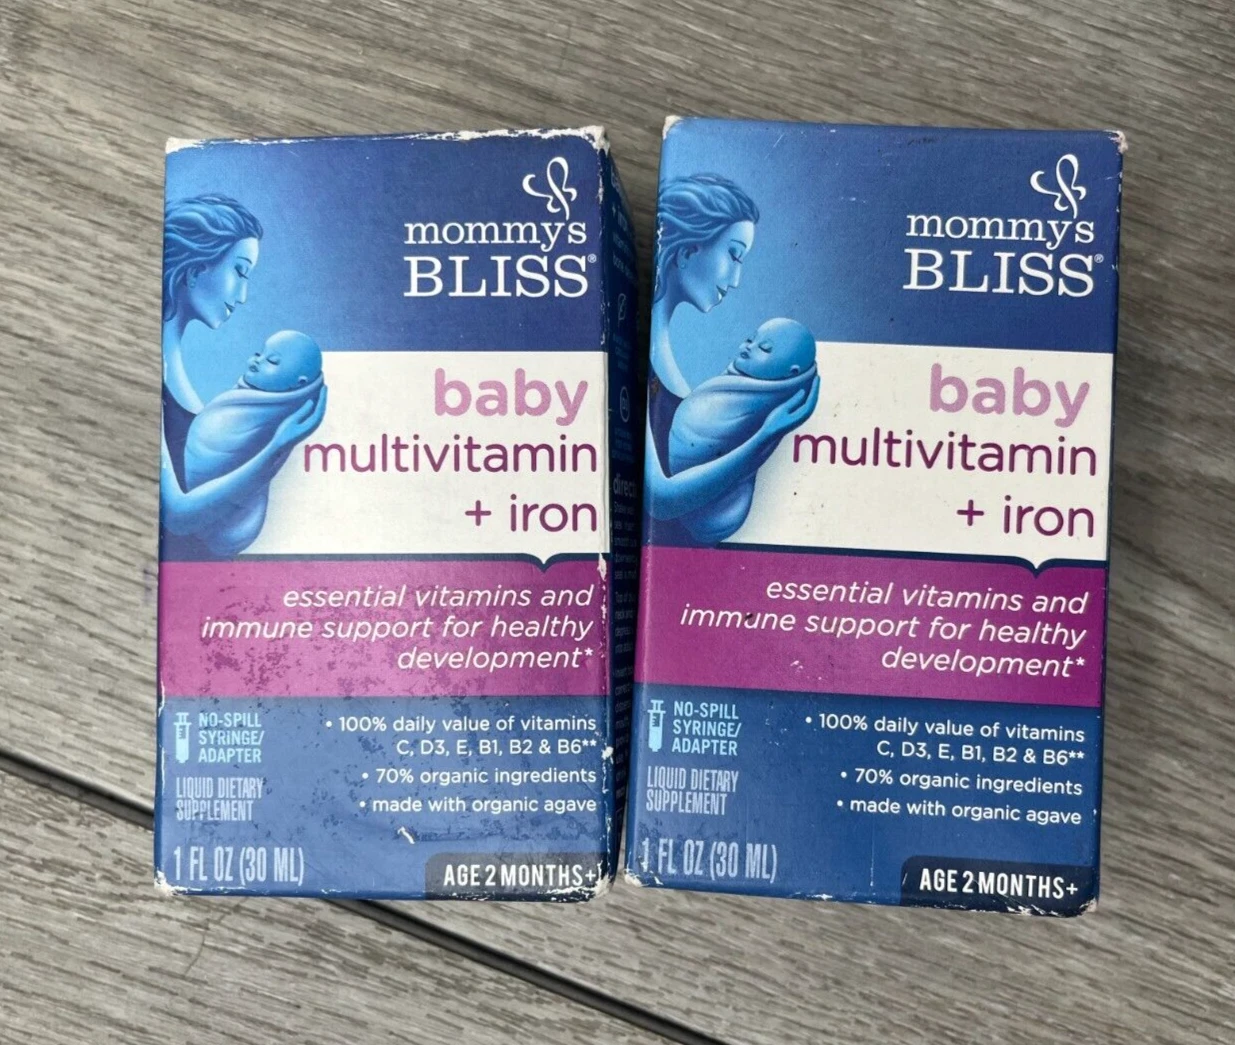 mommy's
BLISS®
baby
multivitamin
+ iron
essential vitamins and
immune support for healthy
development*
NO-SPILL
SYRINGE/
ADAPTER
LIQUID DIETARY
SUPPLEMENT
• 100% daily value of vitamins
C, D3, E, B1, B2 & B6**
• 70% organic ingredients
• made with organic agave
1 FL OZ (30 ML)
AGE 2 MONTHS+
direct
mommy's
BLISS®
baby
multivitamin
+ iron
essential vitamins and
immune support for healthy
development*
NO-SPILL
SYRINGE/
ADAPTER
LIQUID DIETARY
SUPPLEMENT
• 100% daily value of vitamins
C, D3, E, B1, B2 & B6**
• 70% organic ingredients
• made with organic agave
1 FL OZ (30 ML)
AGE 2 MONTHS+